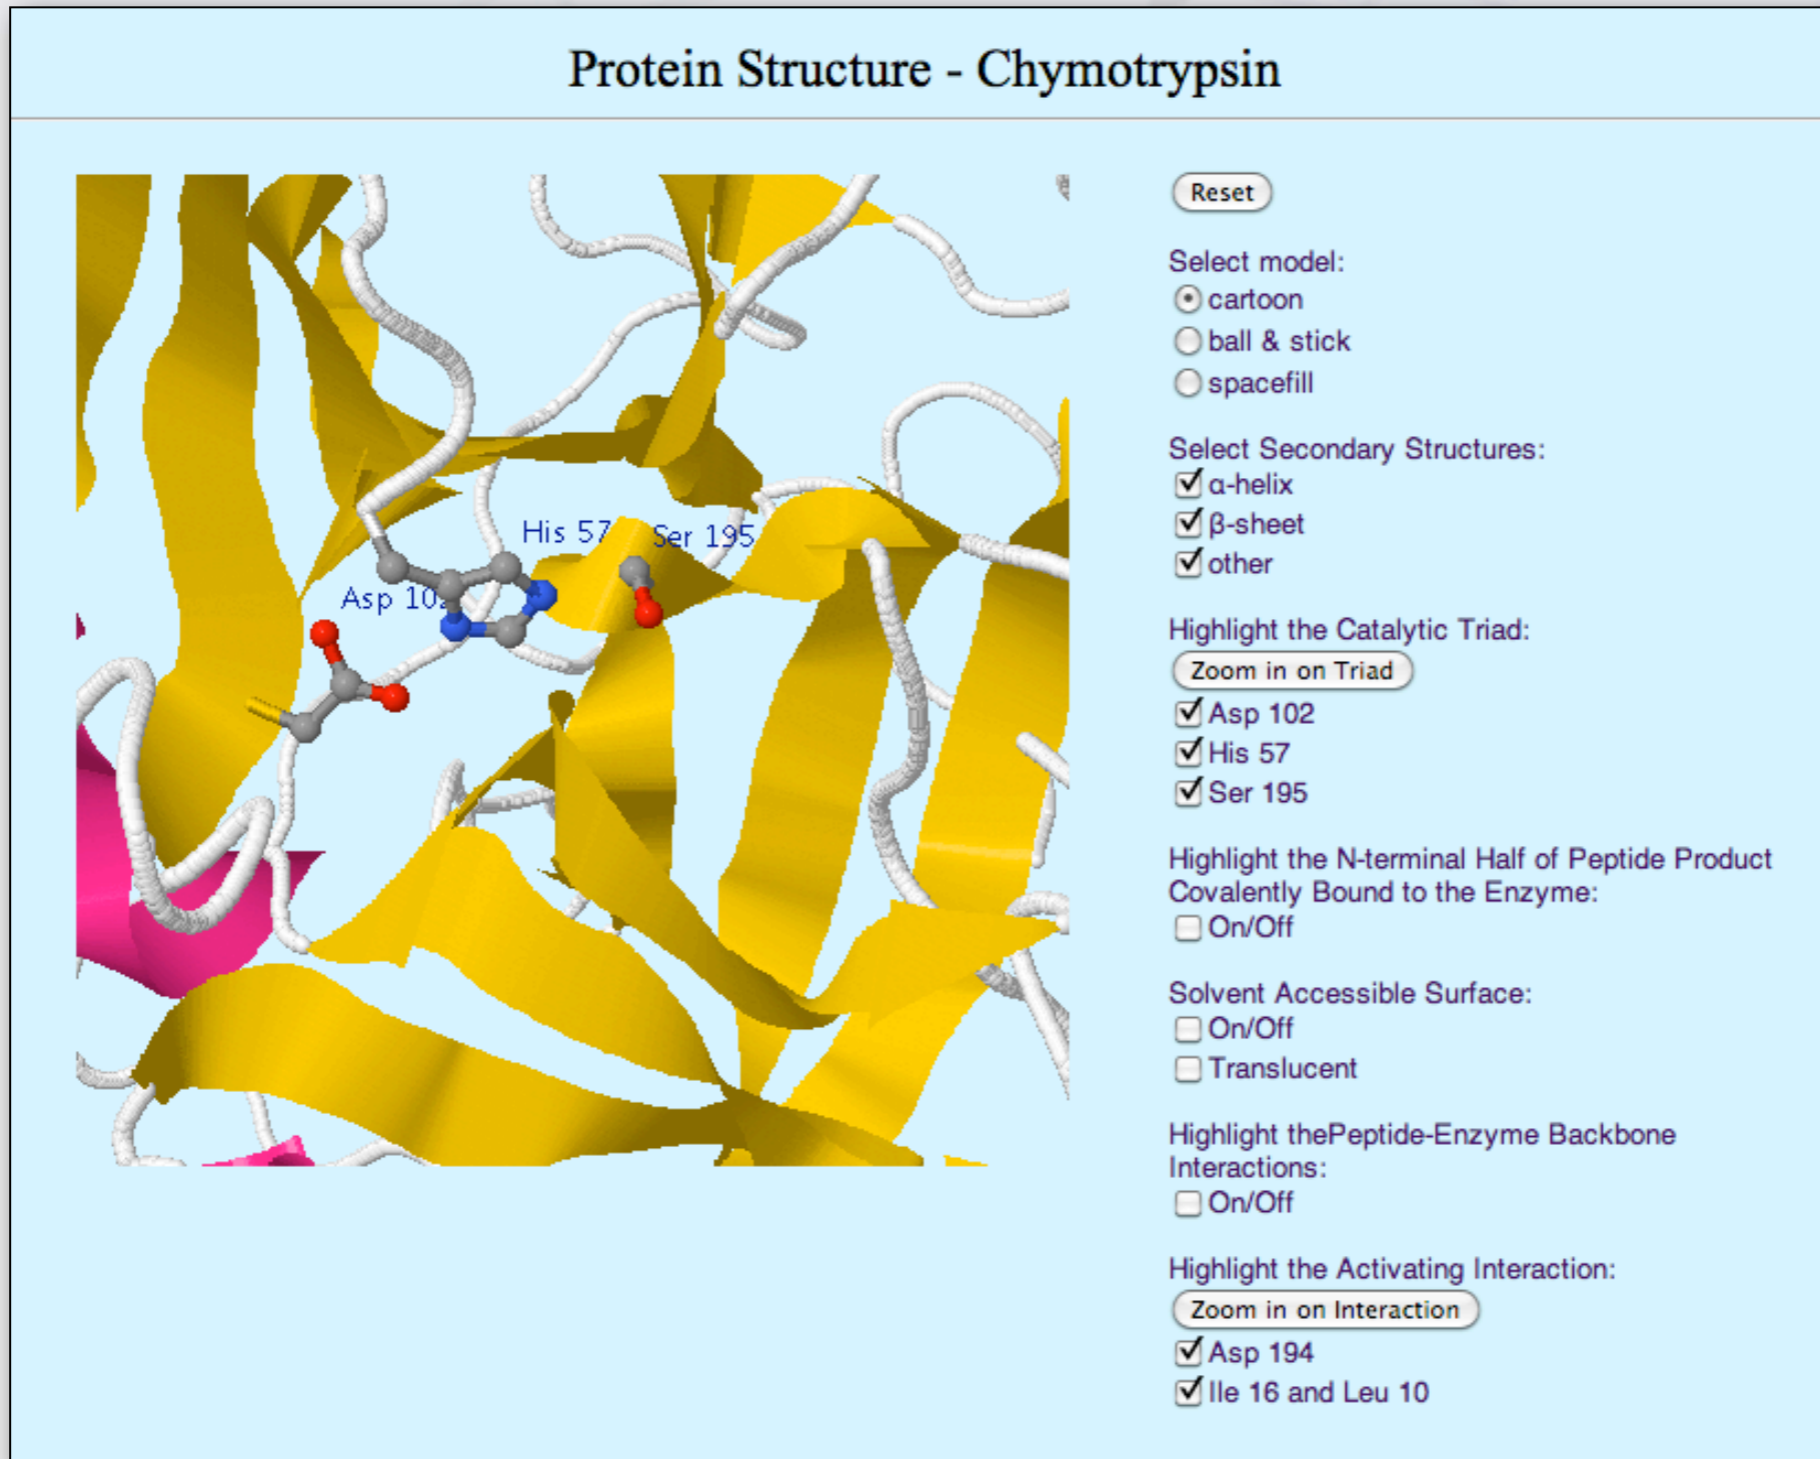 Protein Structure - Chymotrypsin
His 57
Ser 195
Asp 102
Reset
Select model:
cartoon
ball & stick
spacefill
Select Secondary Structures:
α-helix
β-sheet
other
Highlight the Catalytic Triad:
Zoom in on Triad
Asp 102
His 57
Ser 195
Highlight the N-terminal Half of Peptide Product
Covalently Bound to the Enzyme:
On/Off
Solvent Accessible Surface:
On/Off
Translucent
Highlight thePeptide-Enzyme Backbone
Interactions:
On/Off
Highlight the Activating Interaction:
Zoom in on Interaction
Asp 194
Ile 16 and Leu 10